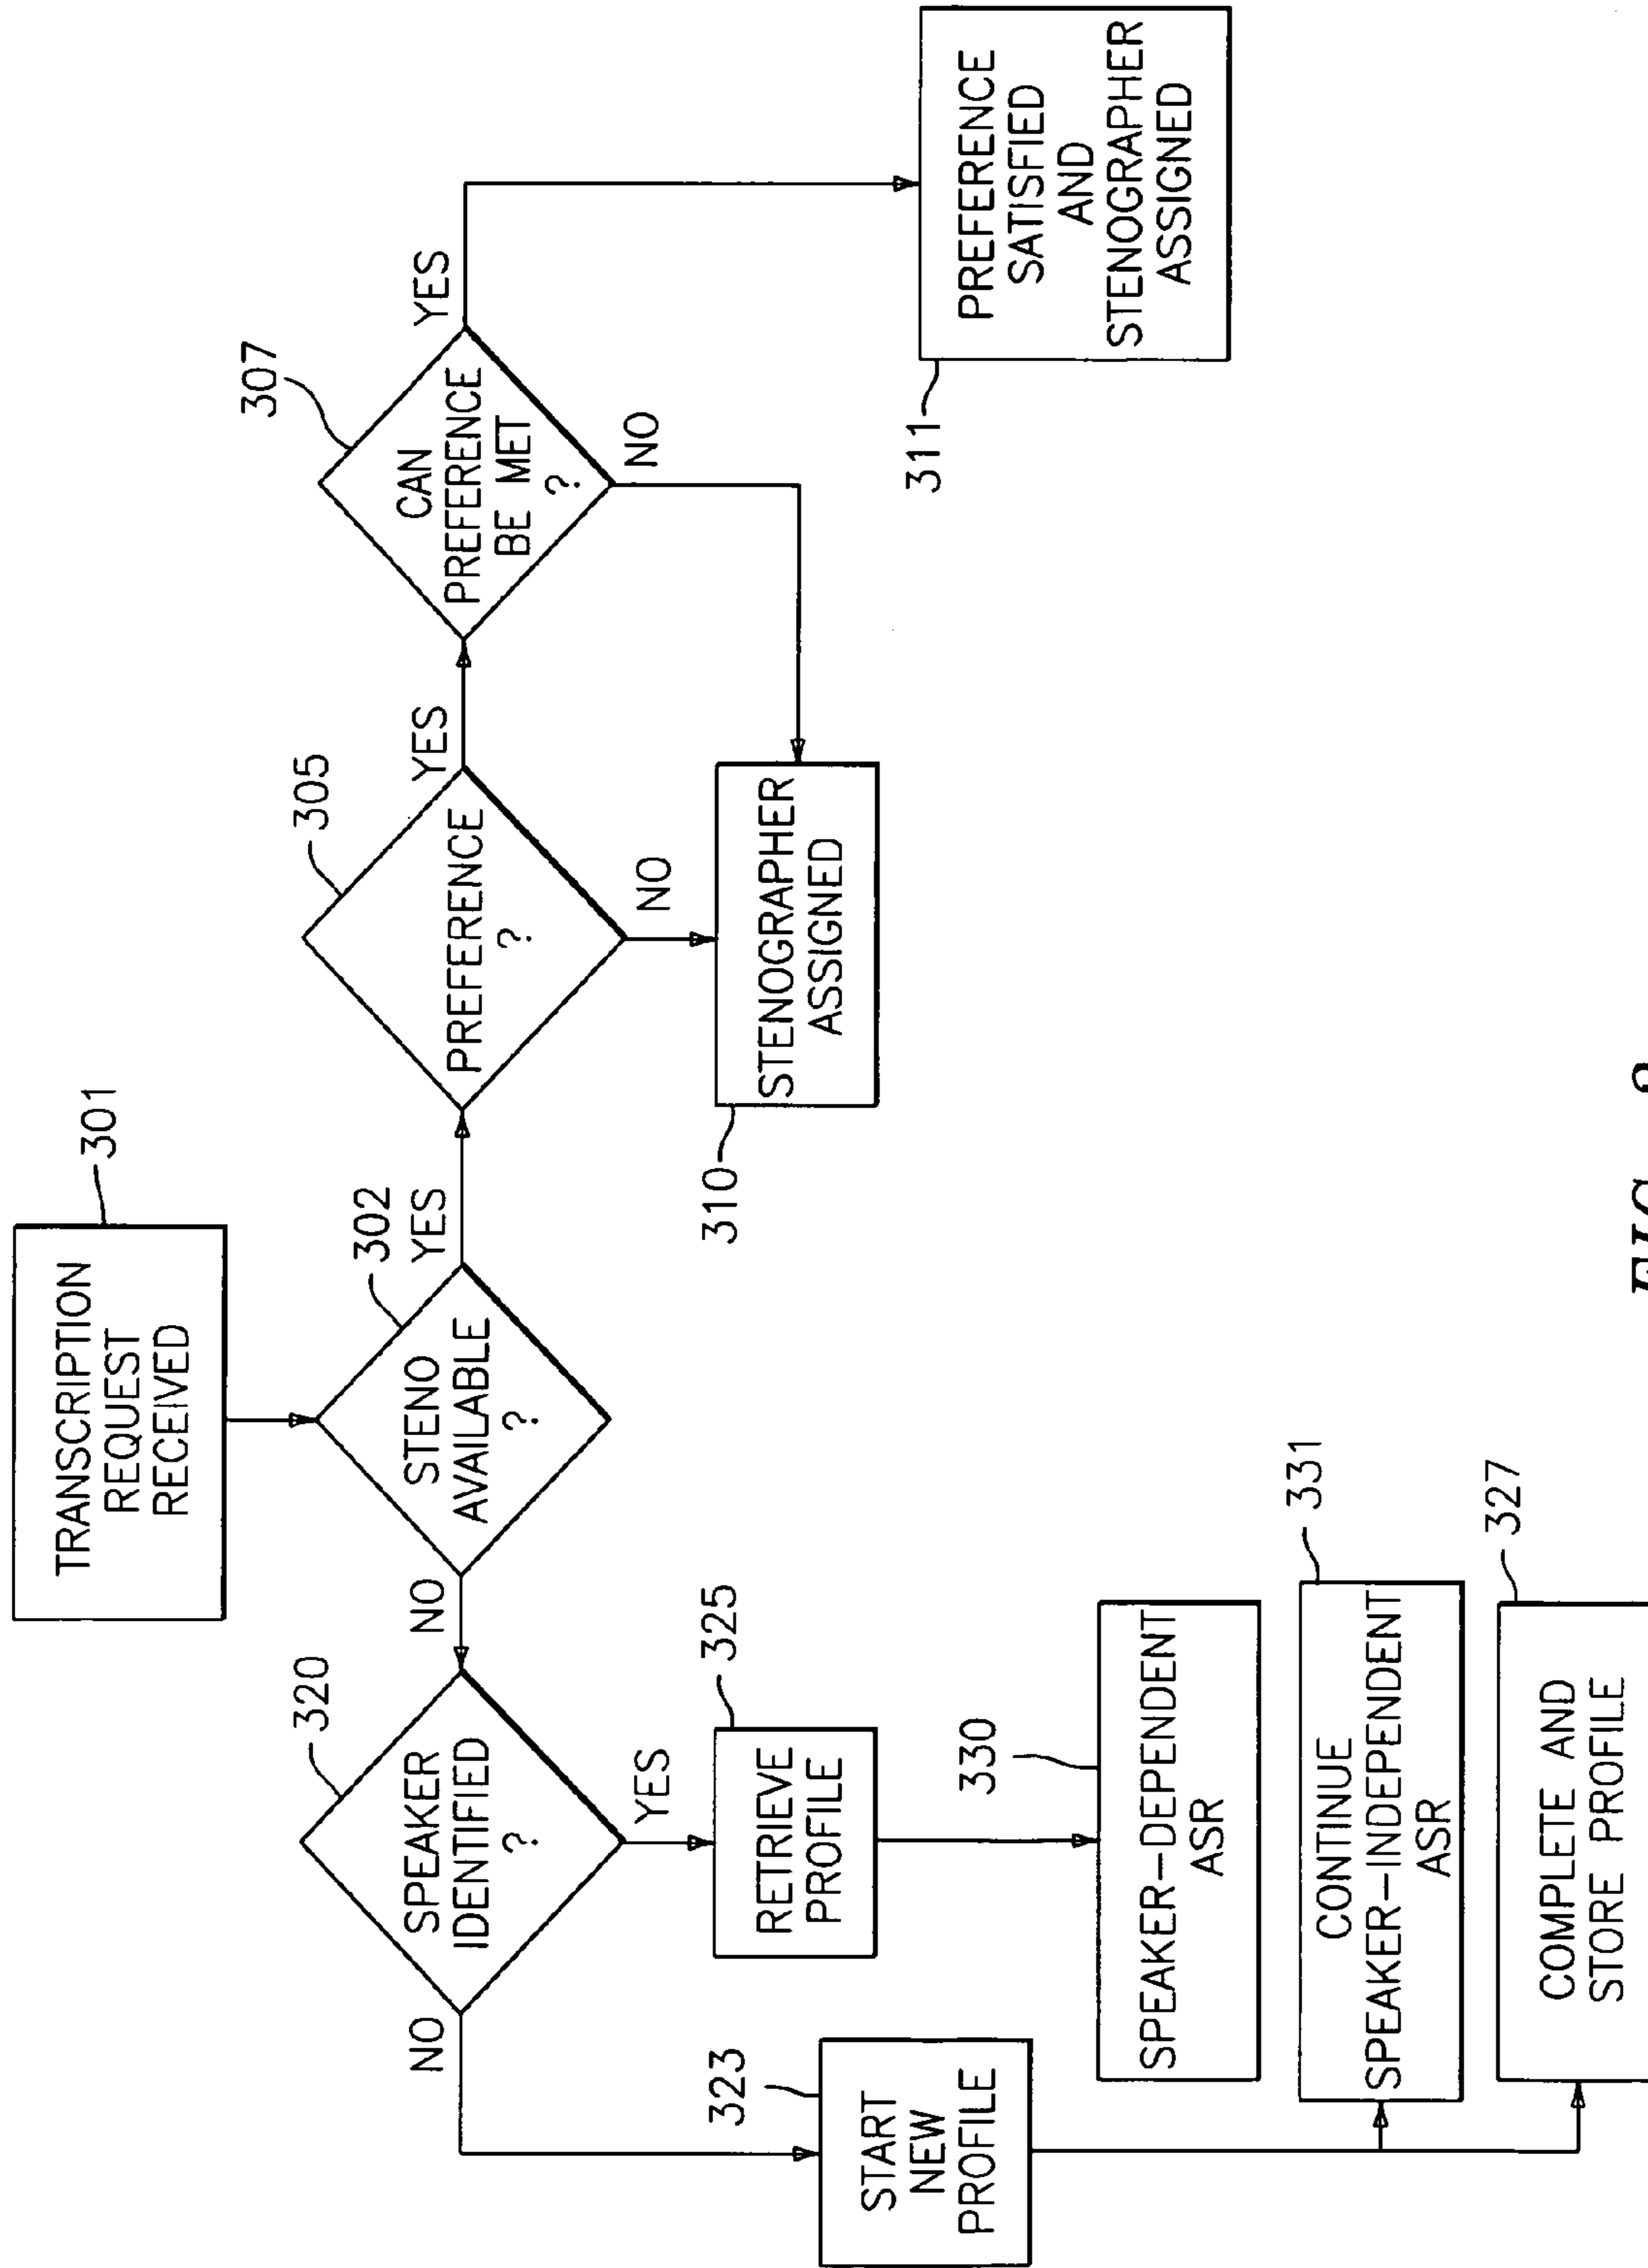 TRANSCRIPTION
REQUEST
RECEIVED
301
302
STENO
AVAILABLE
?
NO
YES
320
SPEAKER
IDENTIFIED
?
NO
YES
305
PREFERENCE
?
YES
NO
307
CAN
PREFERENCE
BE MET
?
YES
NO
323
START
NEW
PROFILE
325
RETRIEVE
PROFILE
310
STENOGRAPHER
ASSIGNED
311
PREFERENCE
SATISFIED
AND
STENOGRAPHER
ASSIGNED
330
SPEAKER-DEPENDENT
ASR
331
CONTINUE
SPEAKER-INDEPENDENT
ASR
327
COMPLETE AND
STORE PROFILE
FIG.